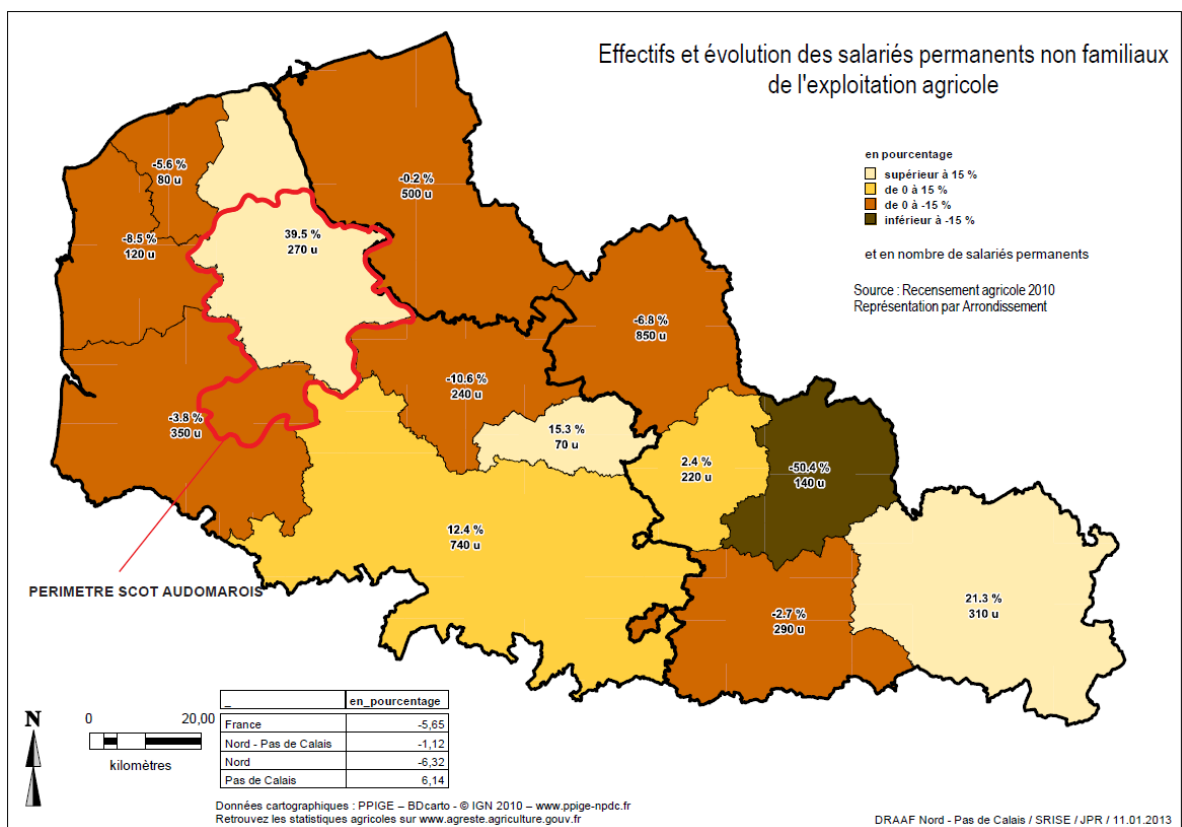 Effectifs et évolution des salariés permanents non familiaux
de l'exploitation agricole
en pourcentage
supérieur à 15 %
de 0 à 15 %
de 0 à -15 %
inférieur à -15 %
et en nombre de salariés permanents
Source : Recensement agricole 2010
Représentation par Arrondissement
-5.6 %
80 u
-0.2 %
500 u
39.5 %
270 u
-8.5 %
120 u
-6.8 %
850 u
-10.6 %
240 u
-3.8 %
350 u
15.3 %
70 u
2.4 %
220 u
-50.4 %
140 u
12.4 %
740 u
21.3 %
310 u
-2.7 %
290 u
PERIMETRE SCOT AUDOMAROIS
N
0 20,00
kilomètres
_ en_pourcentage
France -5,65
Nord - Pas de Calais -1,12
Nord -6,32
Pas de Calais 6,14
Données cartographiques : PPIGE – BDcarto - © IGN 2010 – www.ppige-npdc.fr
Retrouvez les statistiques agricoles sur www.agreste.agriculture.gouv.fr
DRAAF Nord - Pas de Calais / SRISE / JPR / 11.01.2013